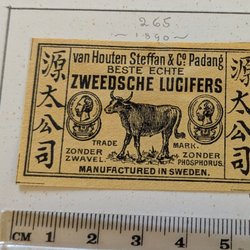 265
~1890~
van Houten Steffan & Co Padang
BESTE ECHTE
ZWEEDSCHE LUCIFERS
源太公司
源太公司
TRADE MARK.
ZONDER ZWAVEL.
ZONDER PHOSPHORUS.
MANUFACTURED IN SWEDEN.
CM 1 2 3 4 5